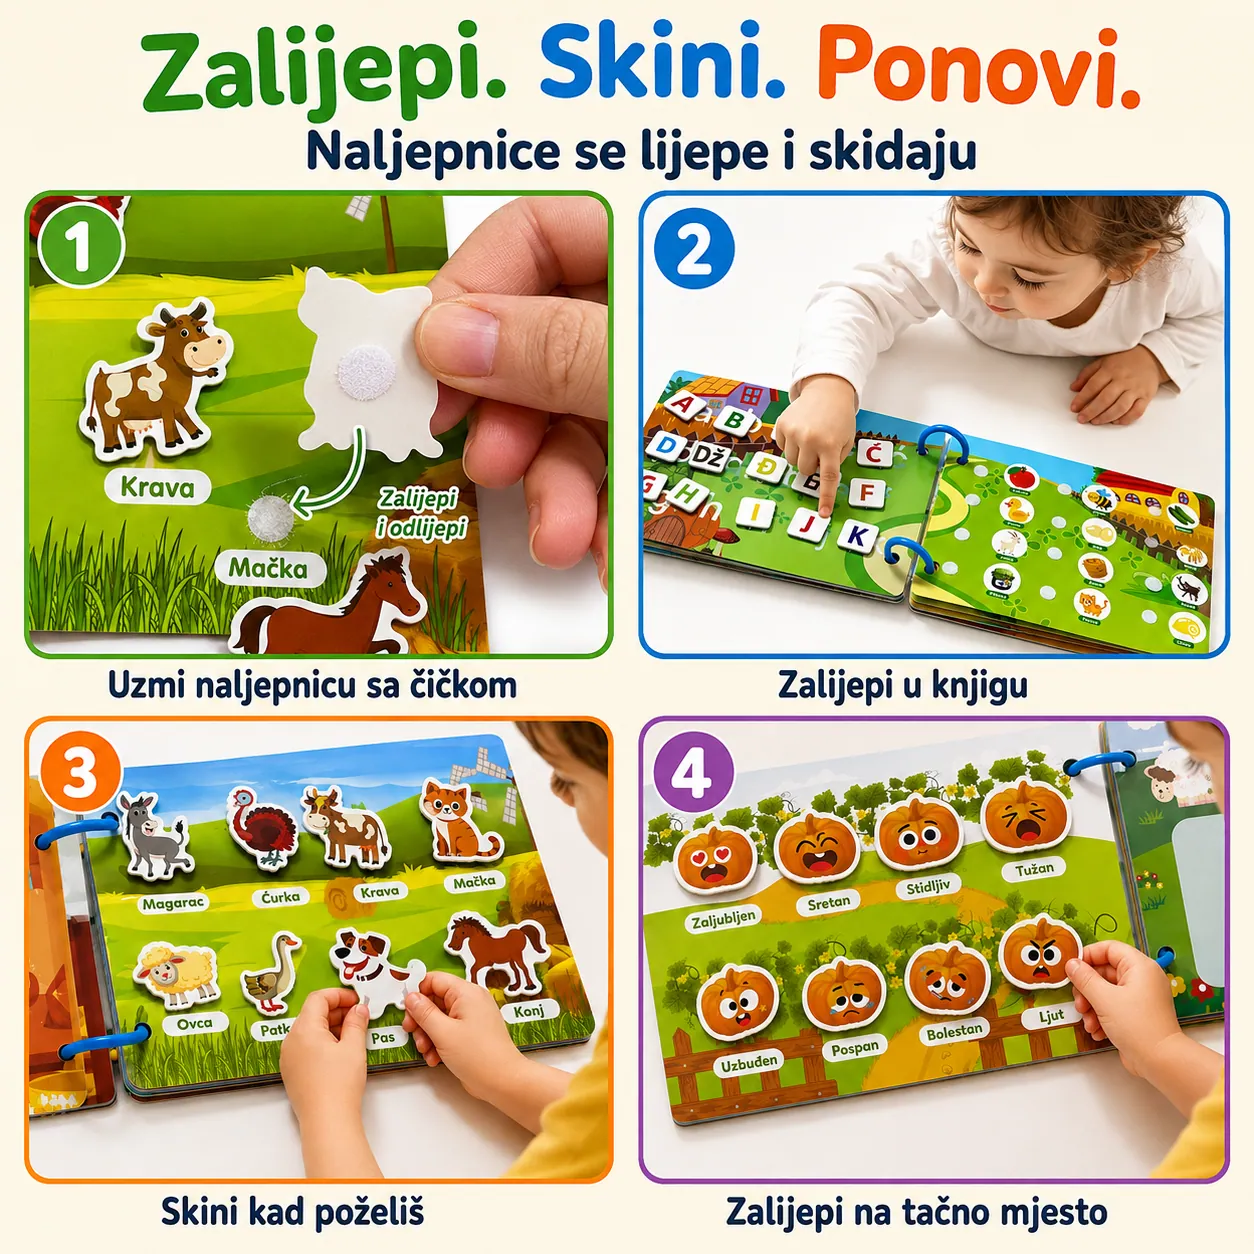 Zalijepi. Skini. Ponovi.
Naljepnice se lijepe i skidaju
1
Krava
Zalijepi
i odlijepi
Mačka
Uzmi naljepnicu sa čičkom
2
A B
D DŽ Đ B Ć
G H I J K F
Zalijepi u knjigu
3
Magarac
Ćurka
Krava
Mačka
Ovca
Patk
Pas
Konj
Skini kad poželiš
4
Zaljubljen
Sretan
Stidljiv
Tužan
Uzbuđen
Pospan
Bolestan
Ljut
Zalijepi na tačno mjesto